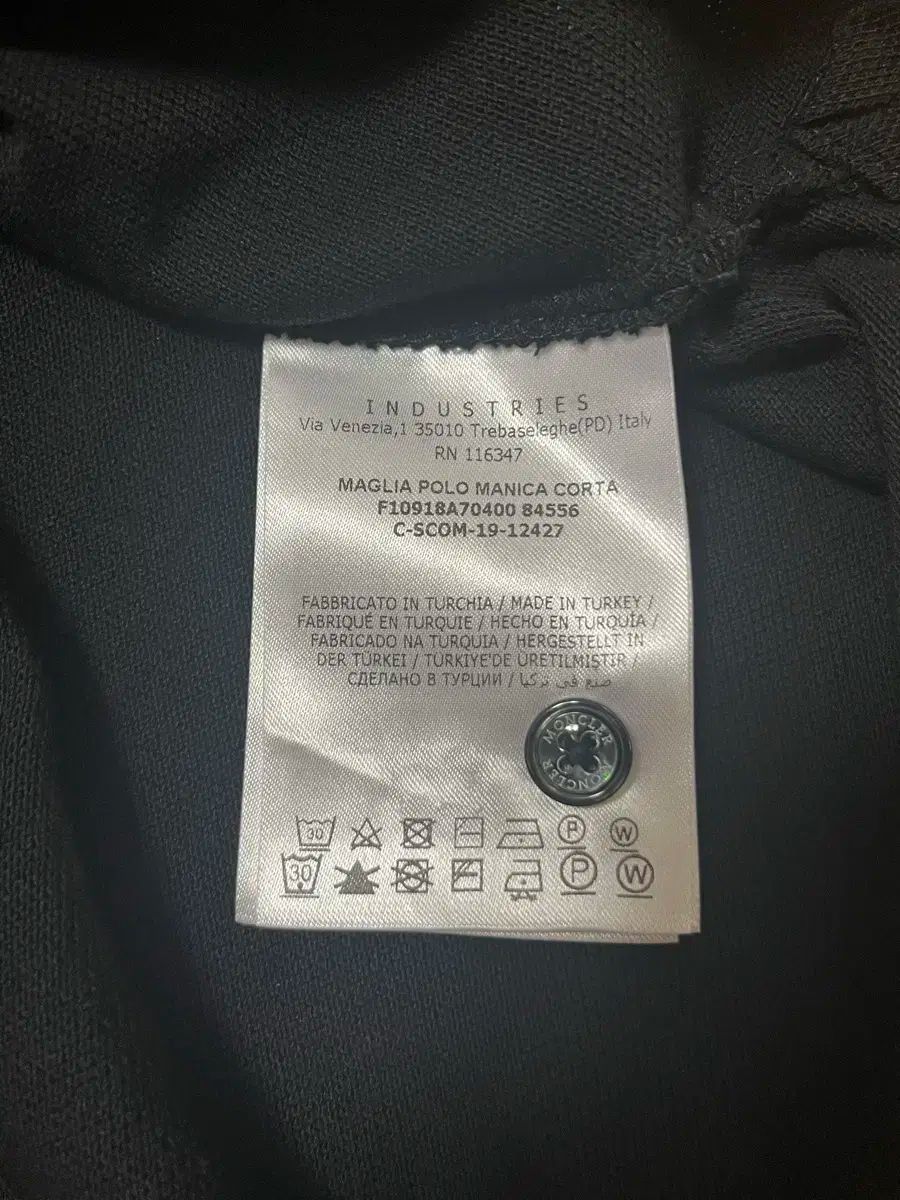 INDUSTRIES
Via Venezia,1 35010 Trebaseleghe(PD) Italy
RN 116347
MAGLIA POLO MANICA CORTA
F10918A70400 84556
C-SCOM-19-12427
FABBRICATO IN TURCHIA / MADE IN TURKEY /
FABRIQUÉ EN TURQUIE / HECHO EN TURQUÍA /
FABRICADO NA TURQUIA / HERGESTELLT IN
DER TÜRKEI / TÜRKIYE'DE ÜRETILMIŞTIR /
СДЕЛАНО В ТУРЦИИ / صنع في تركيا
MONCLER MONCLER
30 P W
30 P W